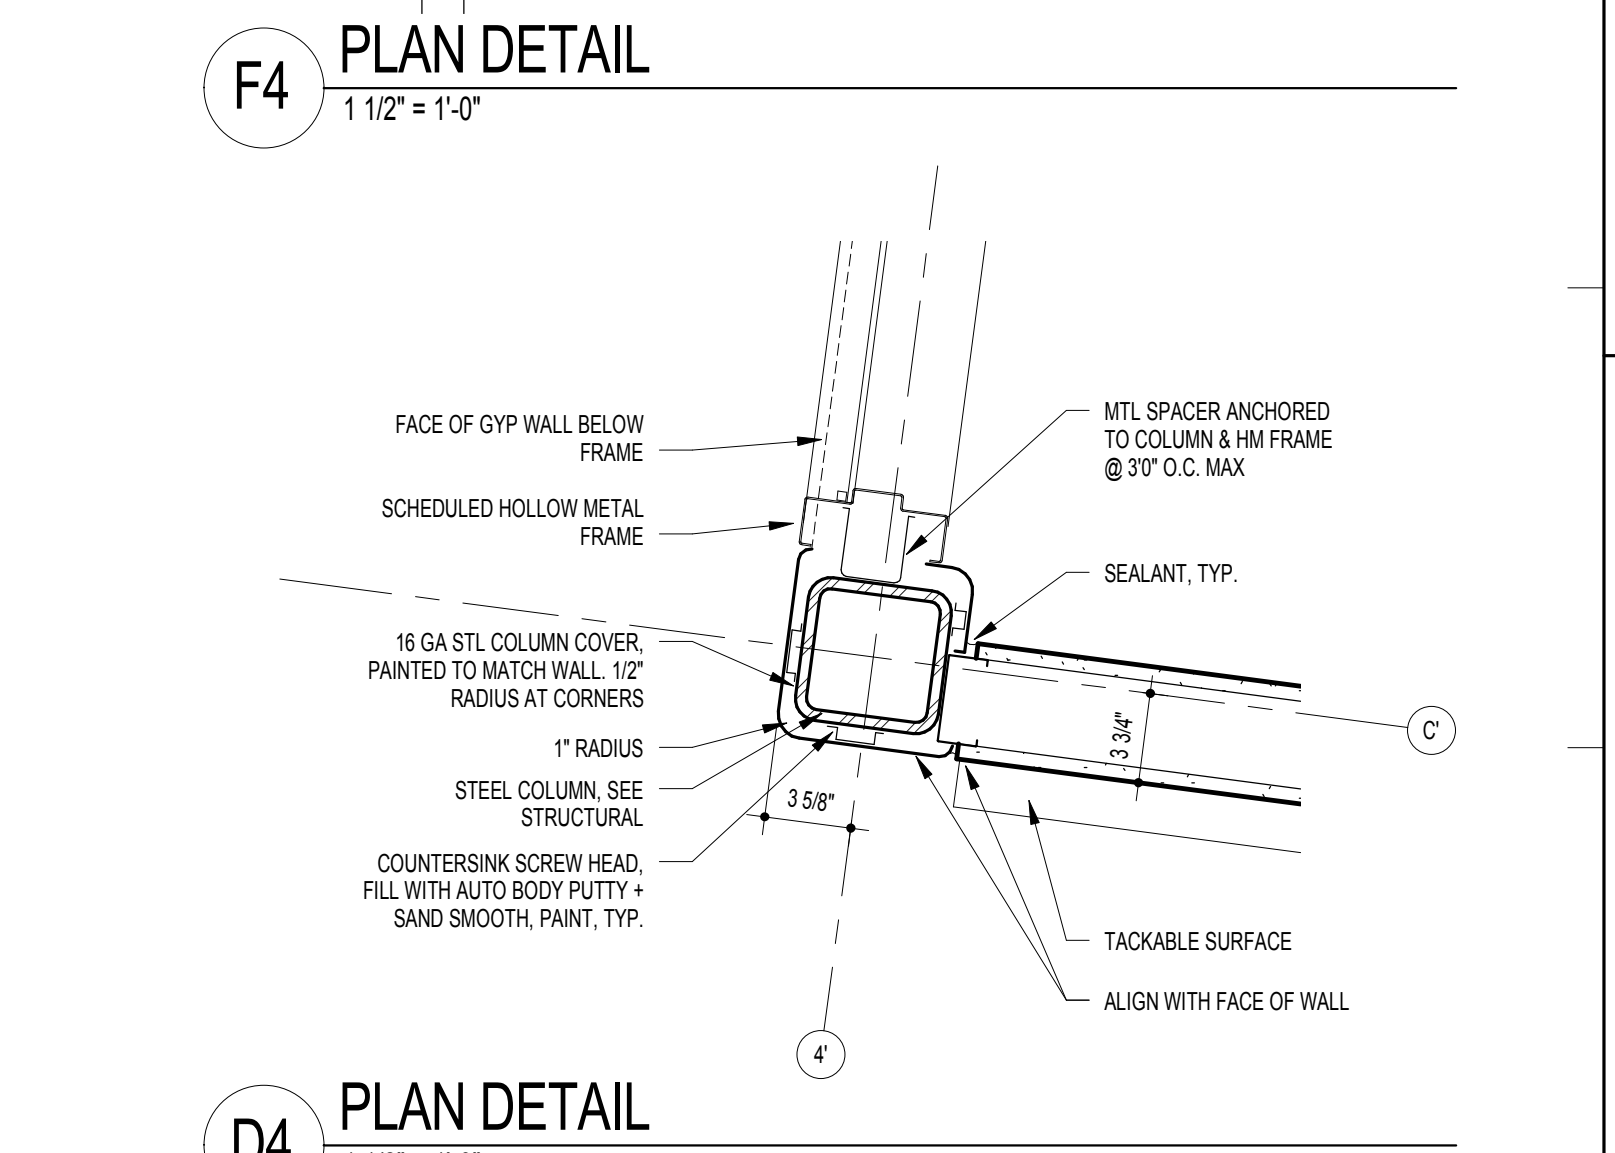 F4
PLAN DETAIL
1 1/2" = 1'-0"
FACE OF GYP WALL BELOW
FRAME
SCHEDULED HOLLOW METAL
FRAME
16 GA STL COLUMN COVER,
PAINTED TO MATCH WALL. 1/2"
RADIUS AT CORNERS
1" RADIUS
STEEL COLUMN, SEE
STRUCTURAL
COUNTERSINK SCREW HEAD,
FILL WITH AUTO BODY PUTTY +
SAND SMOOTH, PAINT, TYP.
MTL SPACER ANCHORED
TO COLUMN & HM FRAME
@ 3'0" O.C. MAX
SEALANT, TYP.
C'
3 3/4"
3 5/8"
TACKABLE SURFACE
ALIGN WITH FACE OF WALL
4'
D4
PLAN DETAIL